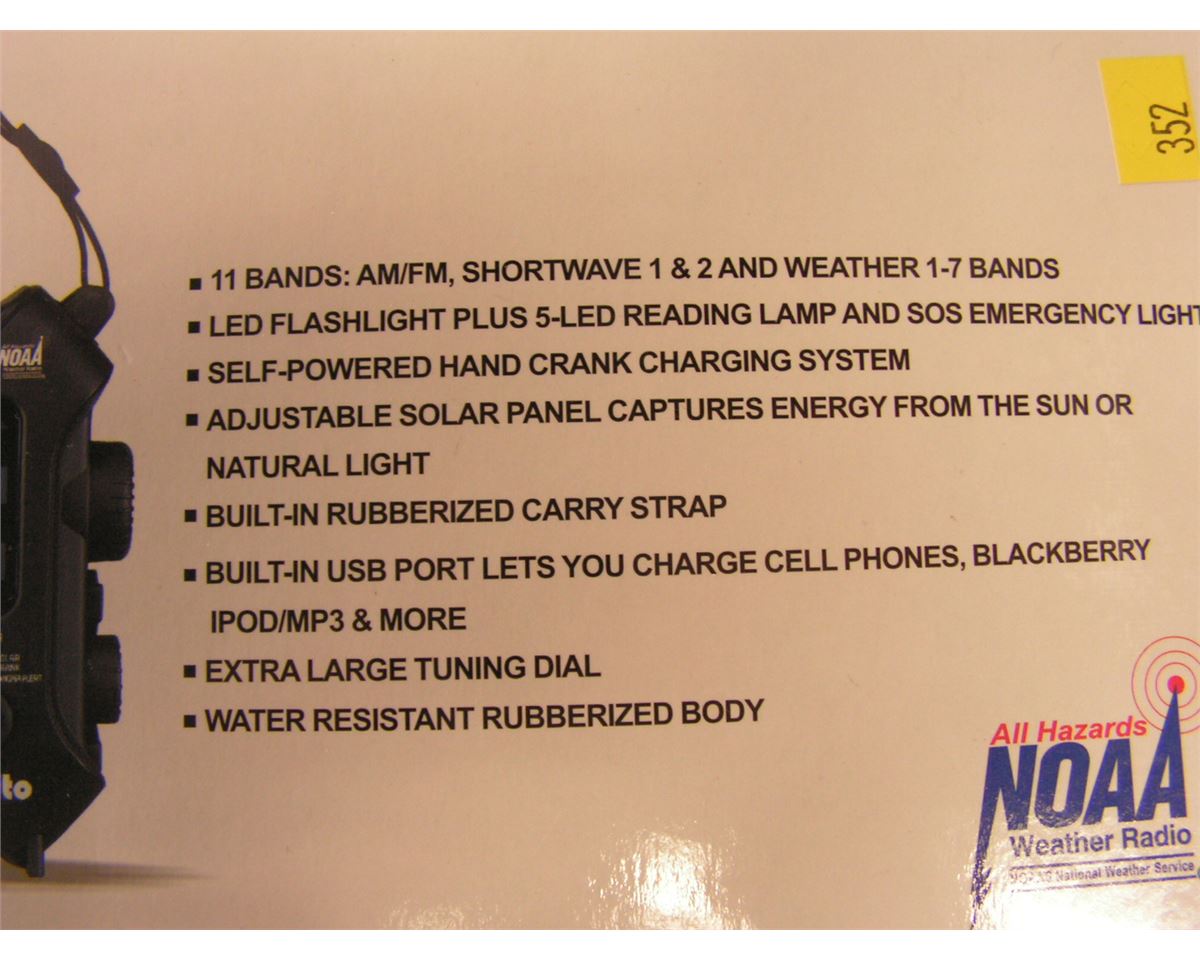 352
■ 11 BANDS: AM/FM, SHORTWAVE 1 & 2 AND WEATHER 1-7 BANDS
■ LED FLASHLIGHT PLUS 5-LED READING LAMP AND SOS EMERGENCY LIGHT
■ SELF-POWERED HAND CRANK CHARGING SYSTEM
■ ADJUSTABLE SOLAR PANEL CAPTURES ENERGY FROM THE SUN OR
NATURAL LIGHT
■ BUILT-IN RUBBERIZED CARRY STRAP
■ BUILT-IN USB PORT LETS YOU CHARGE CELL PHONES, BLACKBERRY
IPOD/MP3 & MORE
■ EXTRA LARGE TUNING DIAL
■ WATER RESISTANT RUBBERIZED BODY
NOAA
to
All Hazards
NOAA
Weather Radio
National Weather Service